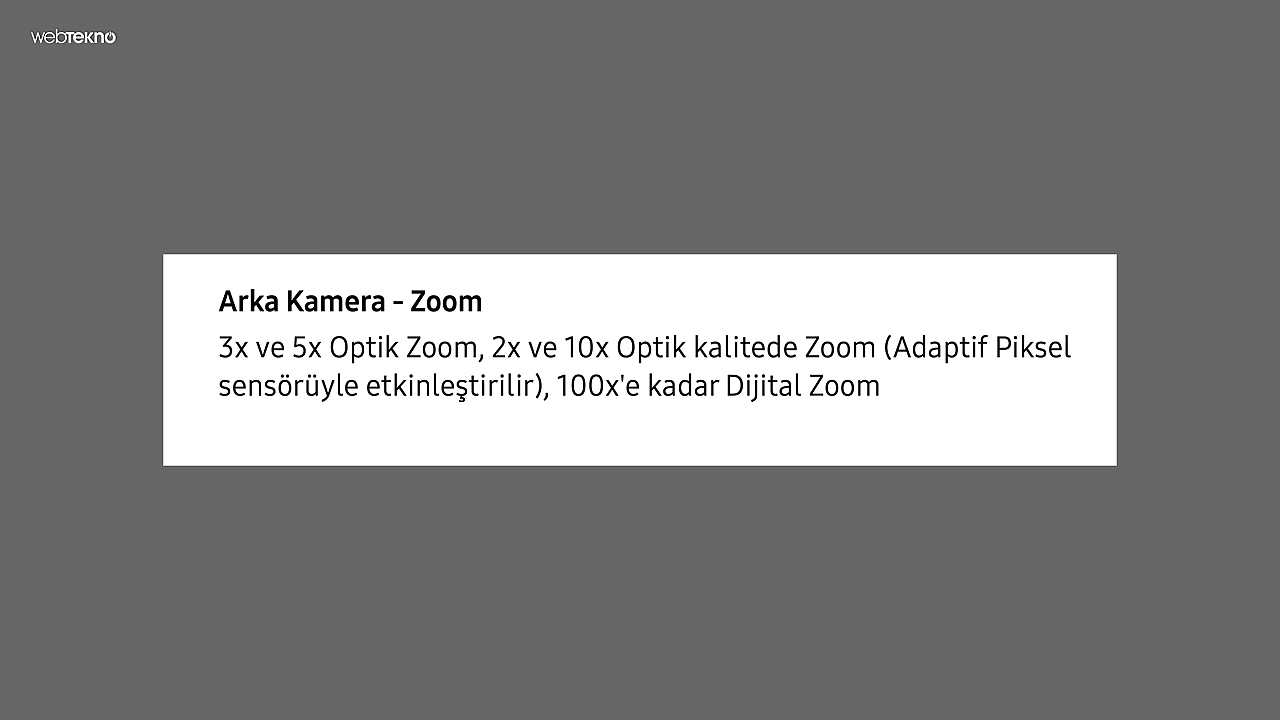 webtekno
Arka Kamera - Zoom
3x ve 5x Optik Zoom, 2x ve 10x Optik kalitede Zoom (Adaptif Piksel
sensörüyle etkinleştirilir), 100x'e kadar Dijital Zoom